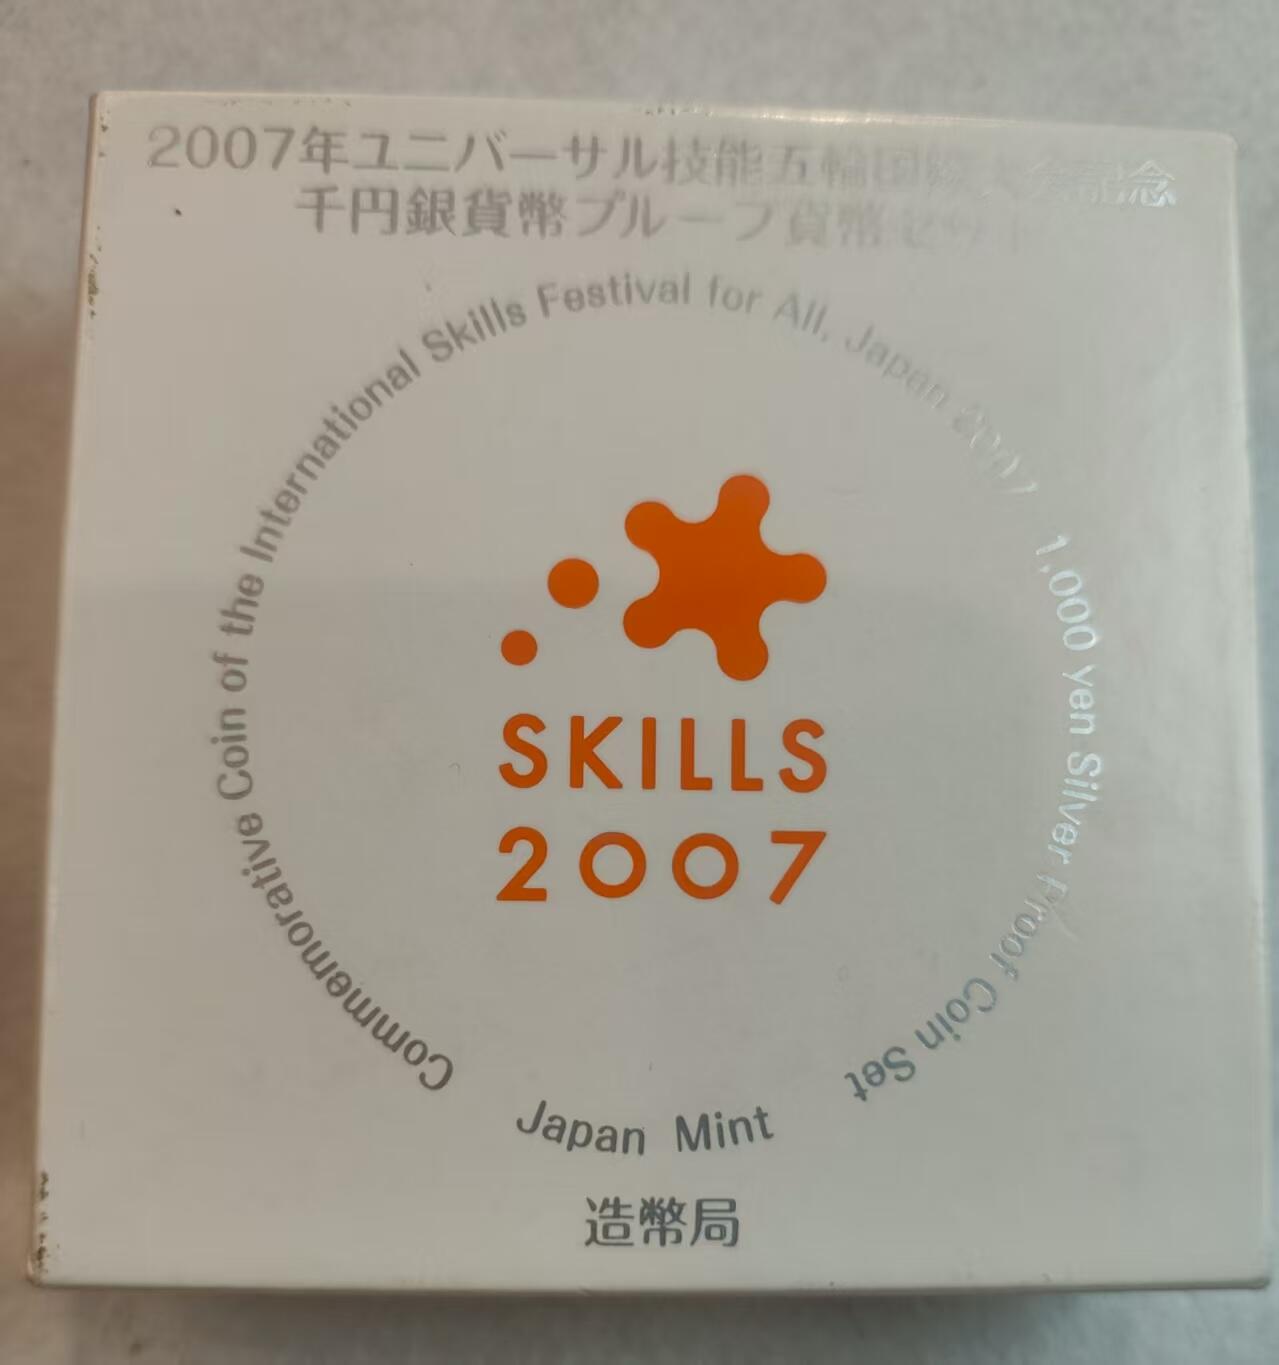 2007年ユニバーサル技能五輪国際大会記念
千円銀貨幣プルーフ貨幣セット
Commemorative Coin of the International Skills Festival for All, Japan 2007 1,000 yen Silver Proof Coin Set
SKILLS
2007
Japan Mint
造幣局